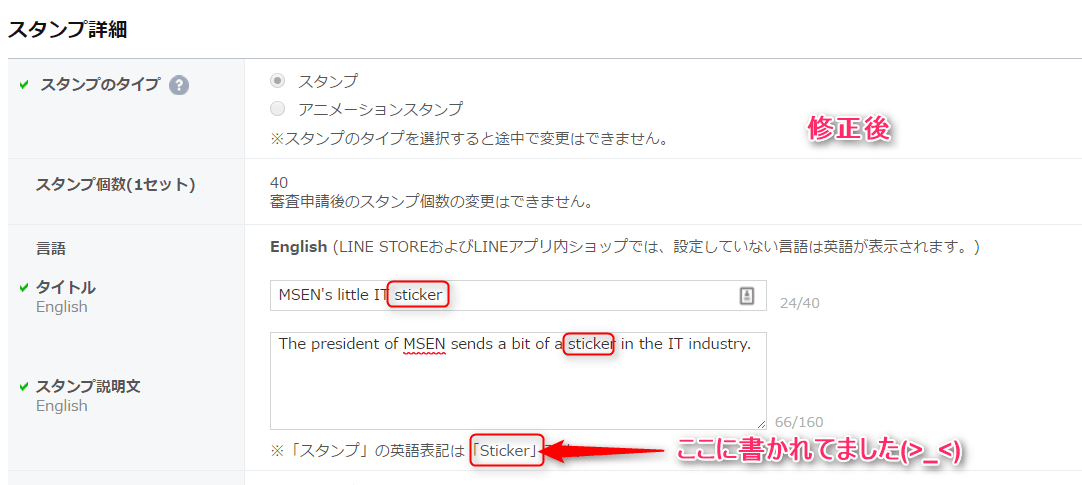 スタンプ詳細
スタンプのタイプ ?
スタンプ
アニメーションスタンプ
※スタンプのタイプを選択すると途中で変更はできません。
修正後
スタンプ個数(1セット)
40
審査申請後のスタンプ個数の変更はできません。
言語
English (LINE STOREおよびLINEアプリ内ショップでは、設定していない言語は英語が表示されます。)
タイトル
English
MSEN's little IT sticker
24/40
The president of MSEN sends a bit of a sticker in the IT industry.
スタンプ説明文
English
66/160
※「スタンプ」の英語表記は「Sticker」
ここに書かれてました(>_<)